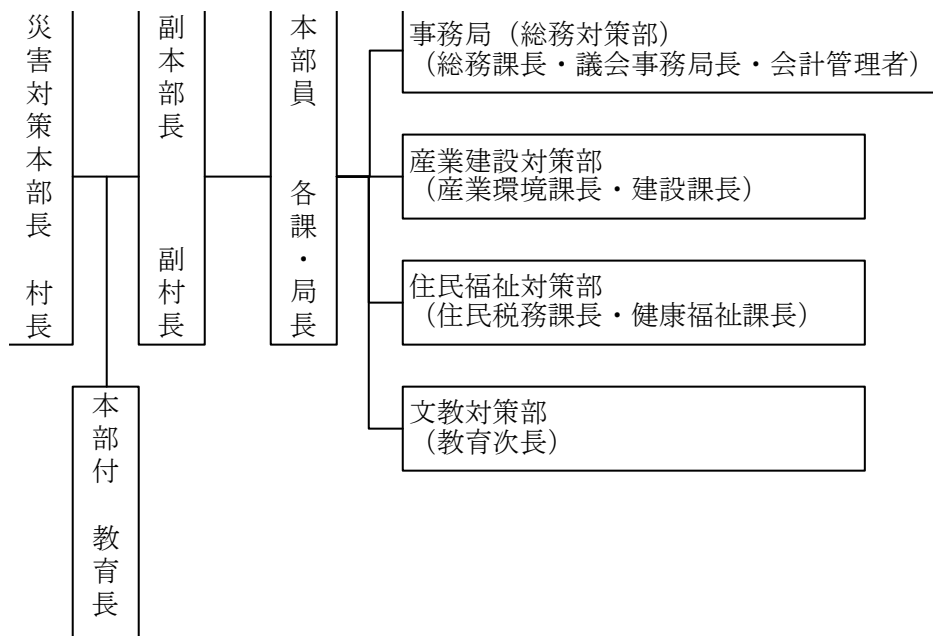 災害対策本部長　村長
副本部長　副村長
本部員　各課・局長
本部付　教育長
事務局（総務対策部）
（総務課長・議会事務局長・会計管理者）
産業建設対策部
（産業環境課長・建設課長）
住民福祉対策部
（住民税務課長・健康福祉課長）
文教対策部
（教育次長）